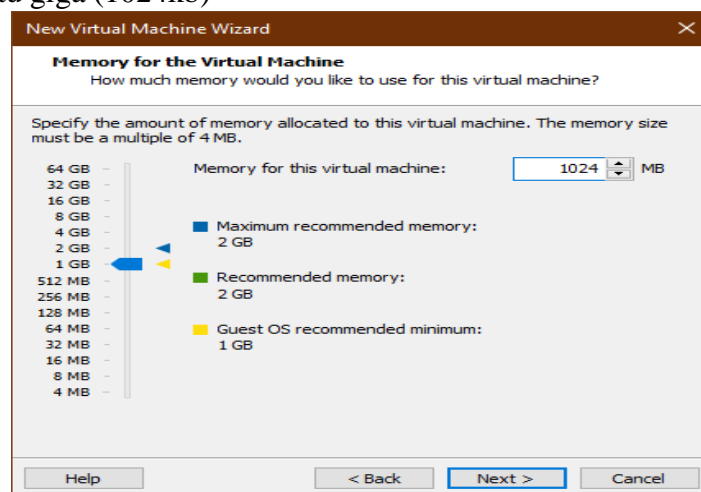 giga (1024kb)
New Virtual Machine Wizard
Memory for the Virtual Machine
How much memory would you like to use for this virtual machine?
Specify the amount of memory allocated to this virtual machine. The memory size
must be a multiple of 4 MB.
64 GB
32 GB
16 GB
8 GB
4 GB
2 GB
1 GB
512 MB
256 MB
128 MB
64 MB
32 MB
16 MB
8 MB
4 MB
Memory for this virtual machine: 1024 MB
Maximum recommended memory:
2 GB
Recommended memory:
2 GB
Guest OS recommended minimum:
1 GB
Help < Back Next > Cancel